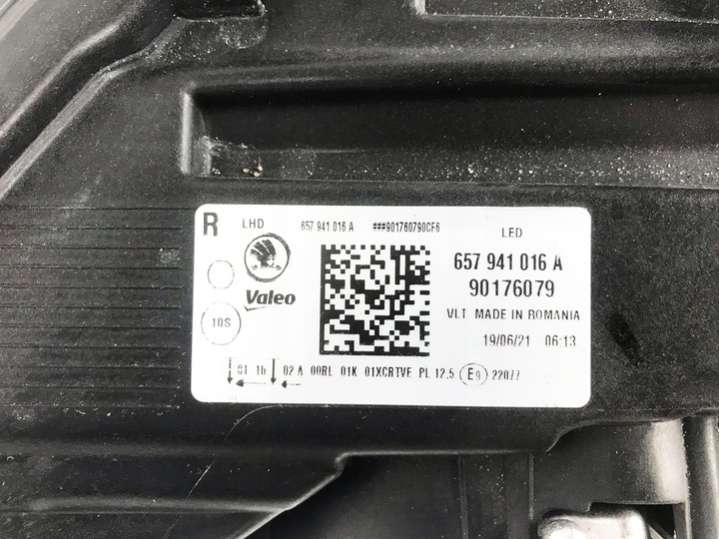 R LHD 657 941 016 A ###901760790CF6 LED
657 941 016 A
Valeo
90176079
VLT MADE IN ROMANIA
10S
19/06/21 06:13
01 1b 02 A 00RL 01K 01XCRTVE PL 12.5 E9 22077